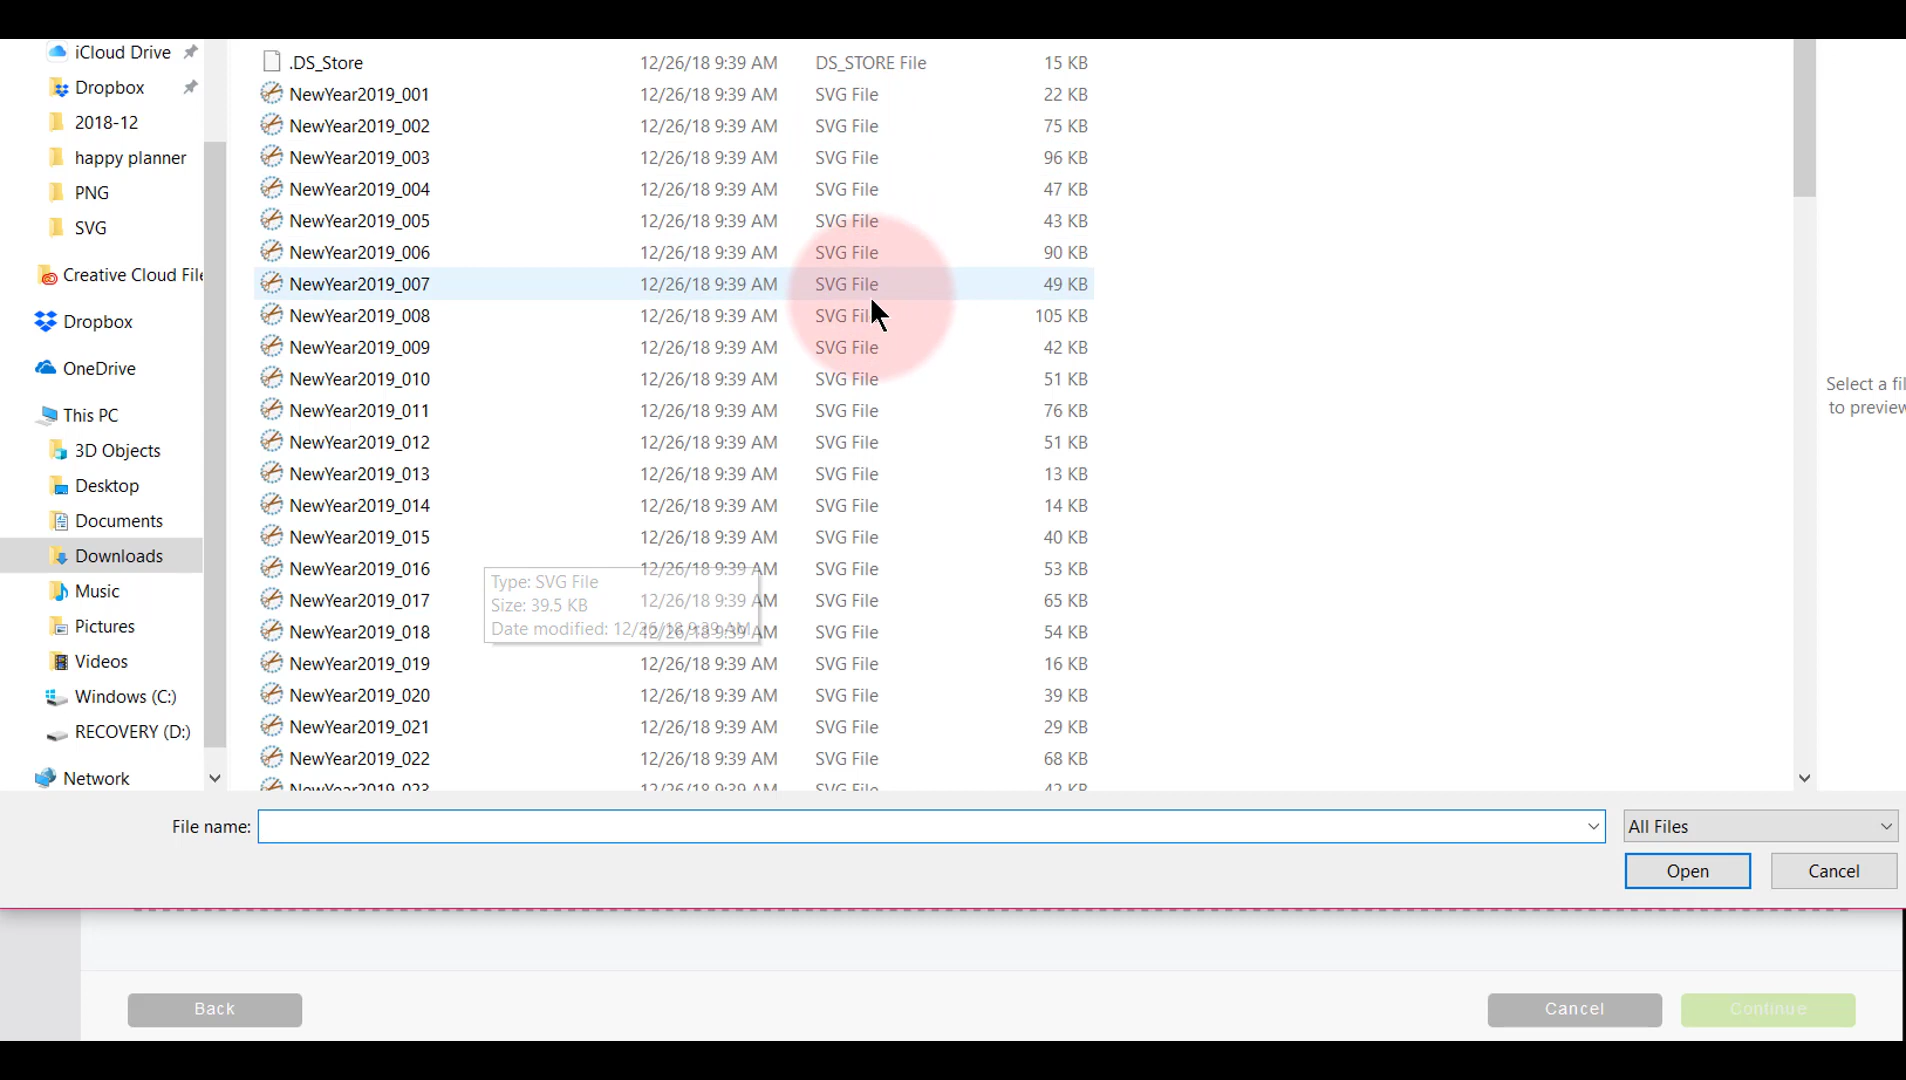 iCloud Drive
Dropbox
2018-12
happy planner
PNG
SVG
Creative Cloud File
Dropbox
OneDrive
This PC
3D Objects
Desktop
Documents
Downloads
Music
Pictures
Videos
Windows (C:)
RECOVERY (D:)
Network
.DS_Store 12/26/18 9:39 AM DS_STORE File 15 KB
NewYear2019_001 12/26/18 9:39 AM SVG File 22 KB
NewYear2019_002 12/26/18 9:39 AM SVG File 75 KB
NewYear2019_003 12/26/18 9:39 AM SVG File 96 KB
NewYear2019_004 12/26/18 9:39 AM SVG File 47 KB
NewYear2019_005 12/26/18 9:39 AM SVG File 43 KB
NewYear2019_006 12/26/18 9:39 AM SVG File 90 KB
NewYear2019_007 12/26/18 9:39 AM SVG File 49 KB
NewYear2019_008 12/26/18 9:39 AM SVG File 105 KB
NewYear2019_009 12/26/18 9:39 AM SVG File 42 KB
NewYear2019_010 12/26/18 9:39 AM SVG File 51 KB
NewYear2019_011 12/26/18 9:39 AM SVG File 76 KB
NewYear2019_012 12/26/18 9:39 AM SVG File 51 KB
NewYear2019_013 12/26/18 9:39 AM SVG File 13 KB
NewYear2019_014 12/26/18 9:39 AM SVG File 14 KB
NewYear2019_015 12/26/18 9:39 AM SVG File 40 KB
NewYear2019_016 12/26/18 9:39 AM SVG File 53 KB
NewYear2019_017 12/26/18 9:39 AM SVG File 65 KB
NewYear2019_018 12/26/18 9:39 AM SVG File 54 KB
NewYear2019_019 12/26/18 9:39 AM SVG File 16 KB
NewYear2019_020 12/26/18 9:39 AM SVG File 39 KB
NewYear2019_021 12/26/18 9:39 AM SVG File 29 KB
NewYear2019_022 12/26/18 9:39 AM SVG File 68 KB
NewYear2019_023 12/26/18 9:39 AM SVG File 42 KB
Type: SVG File
Size: 39.5 KB
Date modified: 12/26/18 9:39 AM
Select a fil
to preview
File name:
All Files
Open
Cancel
Back
Cancel
Continue